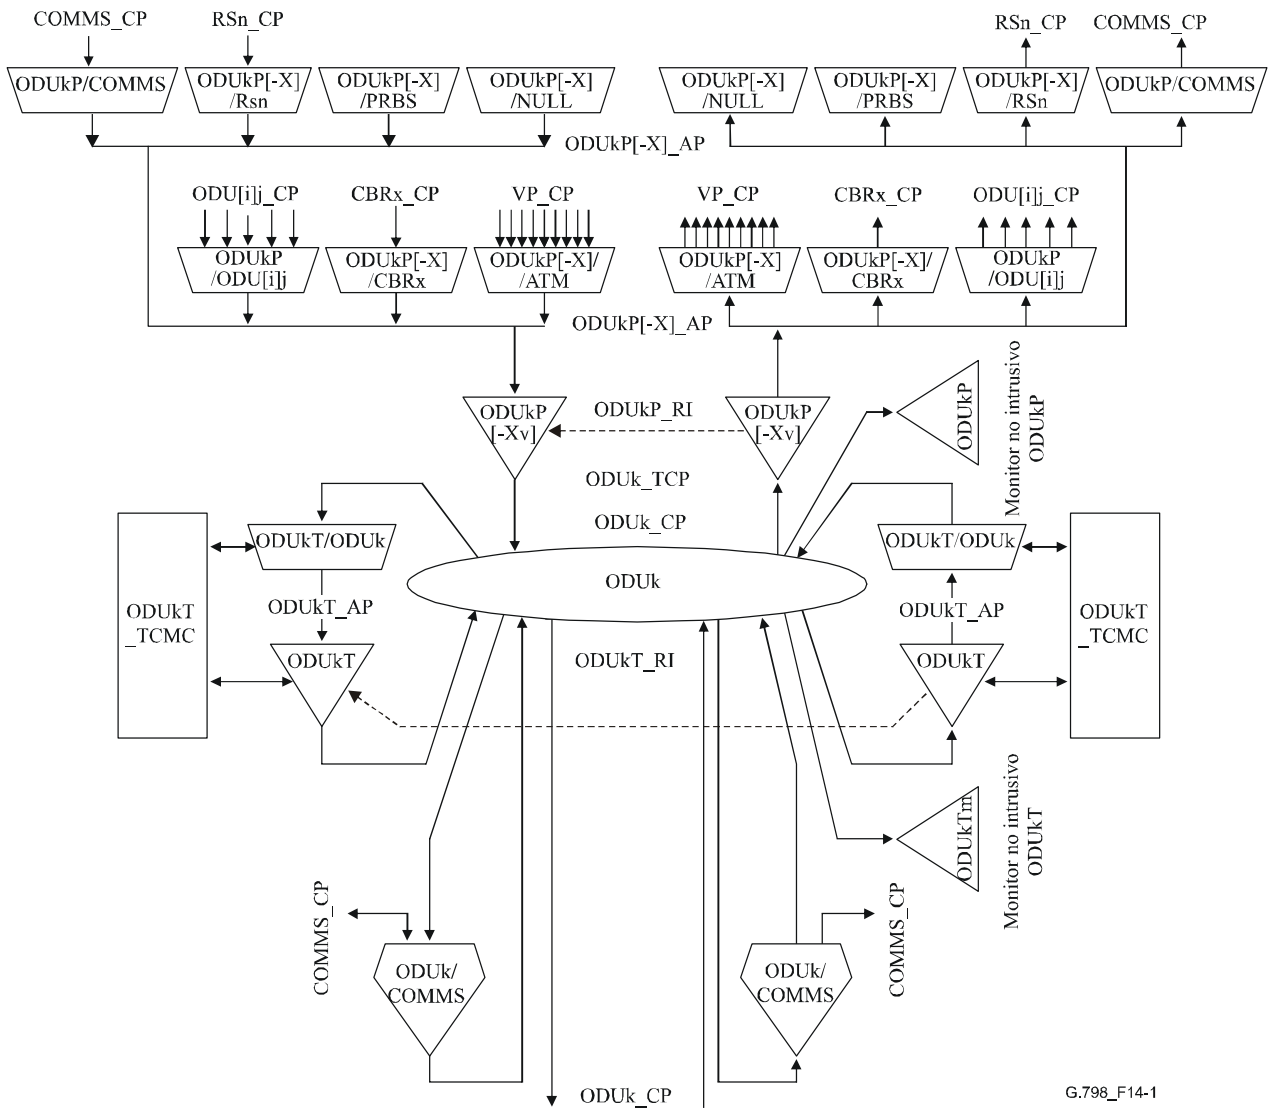 COMMS_CP
RSn_CP
RSn_CP
COMMS_CP
ODUkP/COMMS
ODUkP[-X]
/Rsn
ODUkP[-X]
/PRBS
ODUkP[-X]
/NULL
ODUkP[-X]
/NULL
ODUkP[-X]
/PRBS
ODUkP[-X]
/RSn
ODUkP/COMMS
ODUkP[-X]_AP
ODU[i]j_CP
CBRx_CP
VP_CP
VP_CP
CBRx_CP
ODU[i]j_CP
ODUkP
/ODU[i]j
ODUkP[-X]
/CBRx
ODUkP[-X]/
/ATM
ODUkP[-X]
/ATM
ODUkP[-X]/
CBRx
ODUkP
/ODU[i]j
ODUkP[-X]_AP
ODUkP
[-Xv]
ODUkP_RI
ODUkP
[-Xv]
ODUkP
Monitor no intrusivo
ODUkP
ODUk_TCP
ODUk_CP
ODUkT/ODUk
ODUkT/ODUk
ODUk
ODUkT
_TCMC
ODUkT_AP
ODUkT_AP
ODUkT
_TCMC
ODUkT
ODUkT_RI
ODUkT
ODUkTm
Monitor no intrusivo
ODUkT
COMMS_CP
ODUk/
COMMS
ODUk/
COMMS
COMMS_CP
ODUk_CP
G.798_F14-1